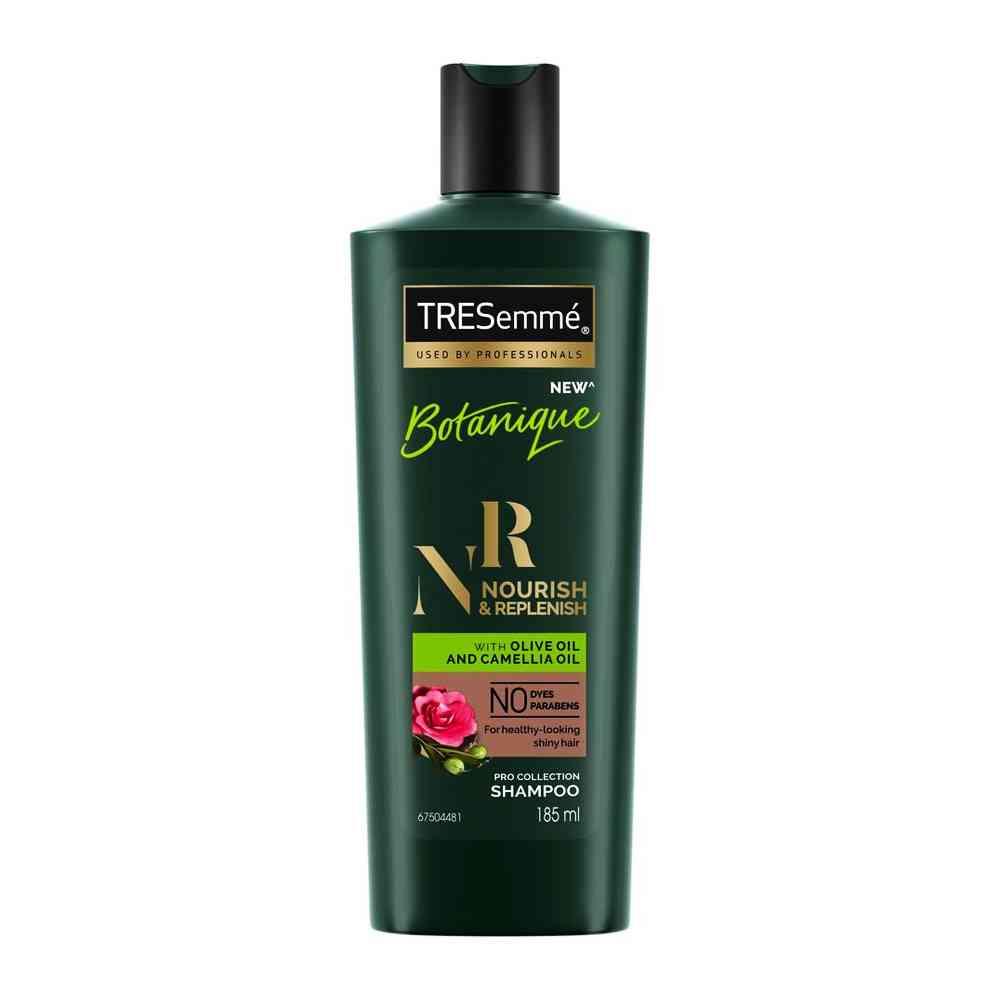 TRESemmé®
USED BY PROFESSIONALS
NEW^
Botanique
NR
NOURISH
& REPLENISH
WITH OLIVE OIL
AND CAMELLIA OIL
NO DYES
PARABENS
For healthy-looking
shiny hair
PRO COLLECTION
SHAMPOO
67504481
185 ml